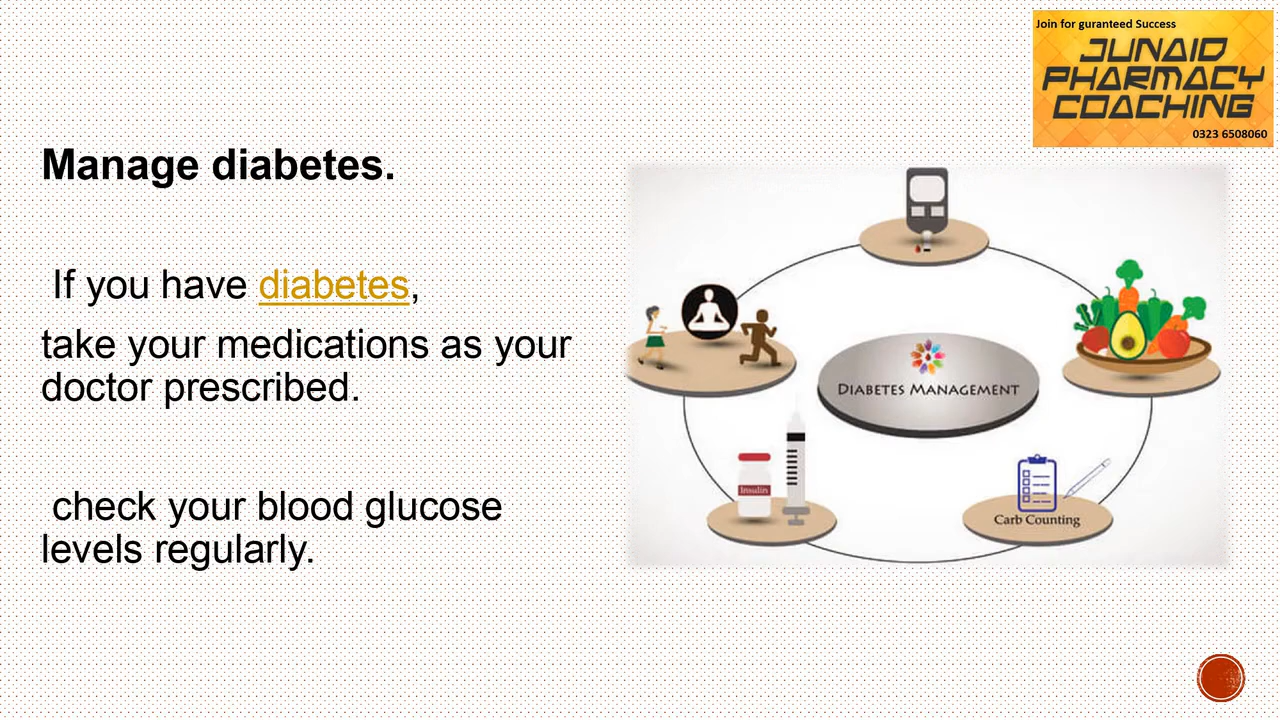 Join for guranteed Success
JUNAID
PHARMACY
COACHING
0323 6508060
Manage diabetes.
If you have diabetes,
take your medications as your
doctor prescribed.
check your blood glucose
levels regularly.
DIABETES MANAGEMENT
Insulin
Carb Counting